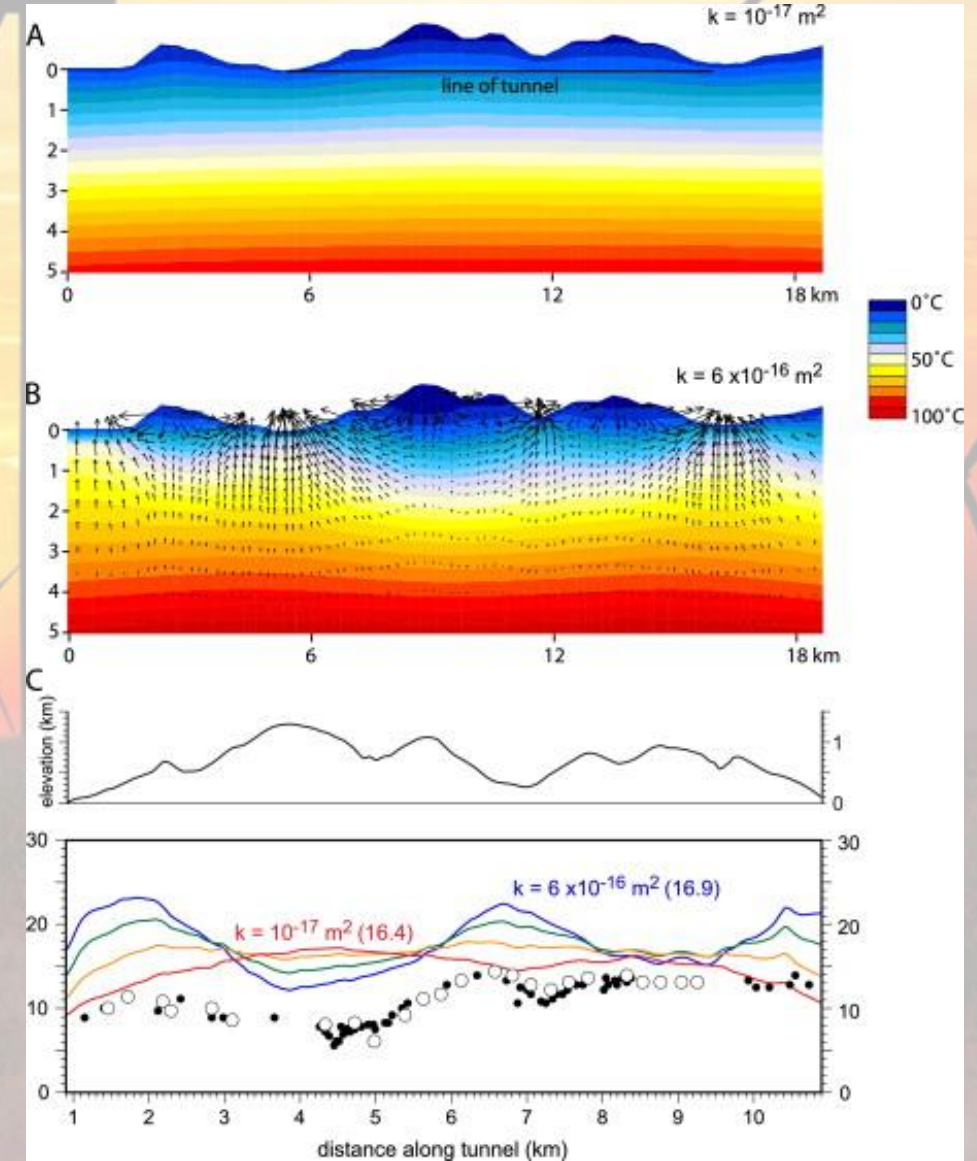 A
k = 10-17 m2
line of tunnel
0
1
2
3
4
5
0 6 12 18 km
0˚C
50˚C
100˚C
B
k = 6 x10-16 m2
0
1
2
3
4
5
0 6 12 18 km
C
elevation (km)
1
0
30 30
k = 6 x10-16 m2 (16.9)
20 20
k = 10-17 m2 (16.4)
10 10
0 0
1 2 3 4 5 6 7 8 9 10
distance along tunnel (km)